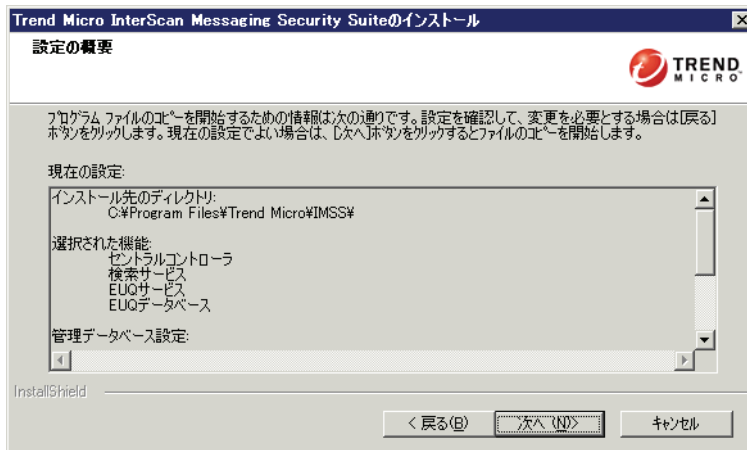 Trend Micro InterScan Messaging Security Suiteのインストール
設定の概要
TREND
MICRO
プログラム ファイルのコピーを開始するための情報は次の通りです。設定を確認して、変更を必要とする場合は[戻る]
ボタンをクリックします。現在の設定でよい場合は、[次へ]ボタンをクリックするとファイルのコピーを開始します。
現在の設定:
インストール先のディレクトリ:
C:¥Program Files¥Trend Micro¥IMSS¥
選択された機能:
セントラルコントローラ
検索サービス
EUQサービス
EUQデータベース
管理データベース設定:
InstallShield
< 戻る(B)
次へ (N)>
キャンセル